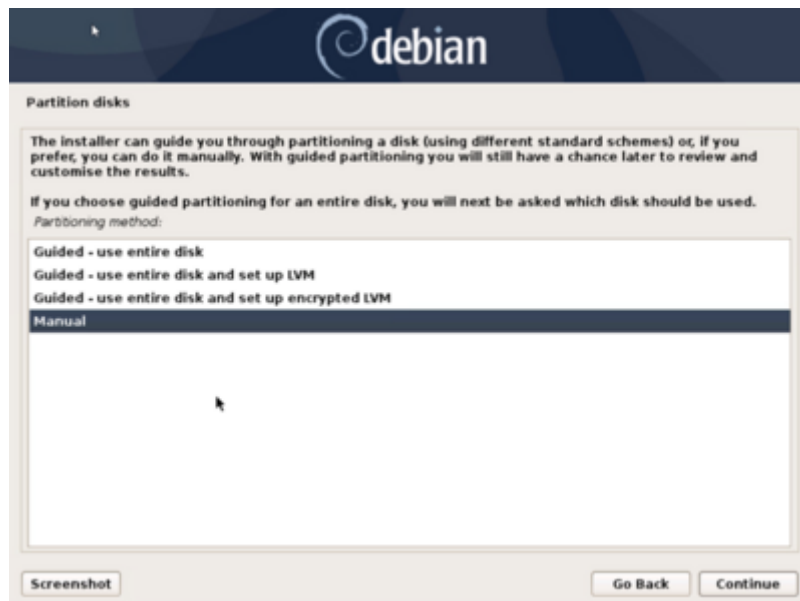 debian
Partition disks
The installer can guide you through partitioning a disk (using different standard schemes) or, if you
prefer, you can do it manually. With guided partitioning you will still have a chance later to review and
customise the results.
If you choose guided partitioning for an entire disk, you will next be asked which disk should be used.
Partitioning method:
Guided - use entire disk
Guided - use entire disk and set up LVM
Guided - use entire disk and set up encrypted LVM
Manual
Screenshot
Go Back
Continue